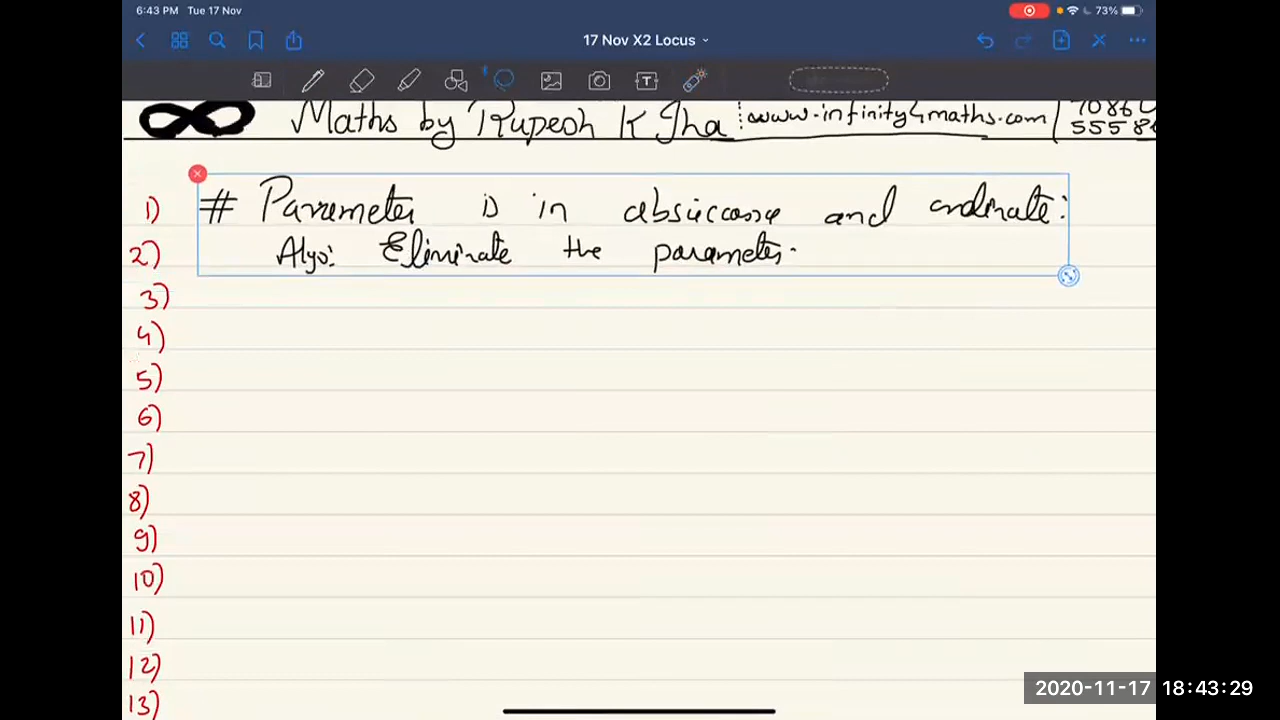 6:43 PM Tue 17 Nov
73%
17 Nov X2 Locus
Maths by Rupesh K Jha
www.infinity4maths.com
5558
1) # Parameter is in absiccase and ordinate:
2) Algo: Eliminate the parameter.
3)
4)
5)
6)
7)
8)
9)
10)
11)
12)
13)
2020-11-17 18:43:29